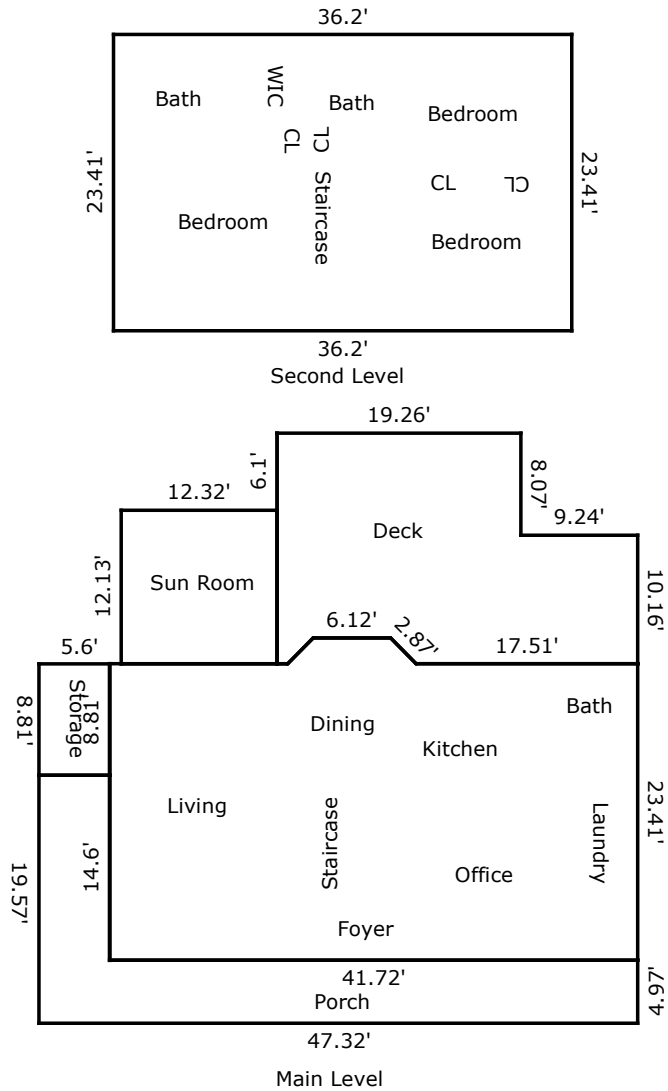 36.2'
Bath
WIC
Bath
Bedroom
CL
CL
23.41'
Staircase
CL
CL
23.41'
Bedroom
Bedroom
36.2'
Second Level
19.26'
6.1'
8.07'
12.32'
9.24'
Deck
12.13'
Sun Room
10.16'
6.12'
2.87'
5.6'
17.51'
8.81'
Storage
8.81'
Bath
Dining
Kitchen
Living
Staircase
Laundry
23.41'
14.6'
19.57'
Office
Foyer
41.72'
4.97'
Porch
47.32'
Main Level